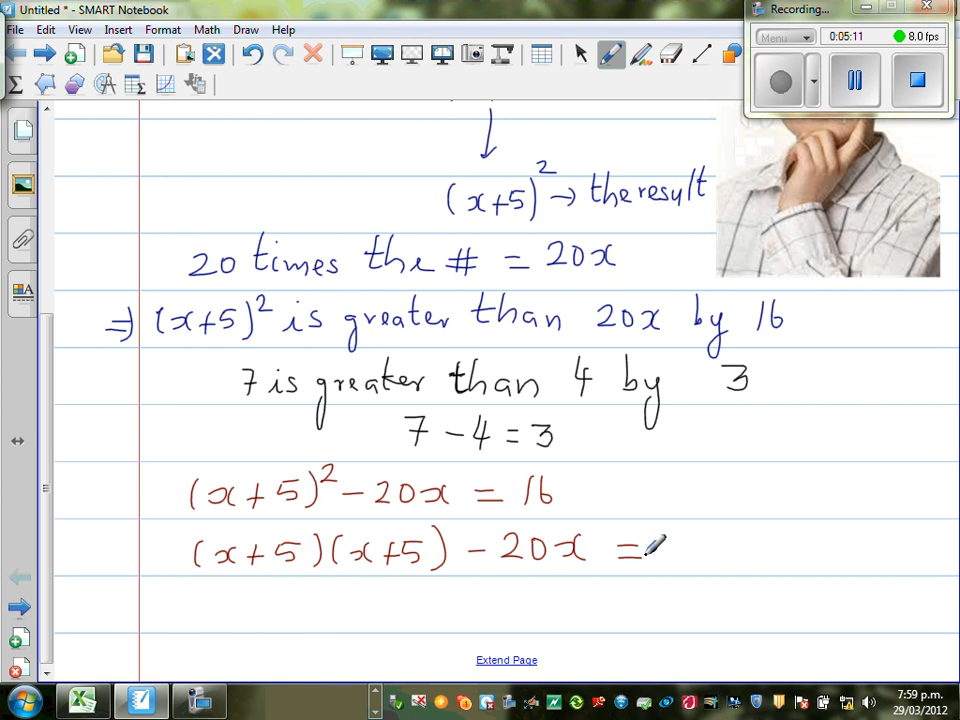 Untitled * - SMART Notebook
Recording...
File Edit View Insert Format Math Draw Help
Menu
0:05:11
8.0 fps
(x+5)² → the result
20 times the # = 20x
⇒ (x+5)² is greater than 20x by 16
7 is greater than 4 by 3
7 - 4 = 3
(x+5)² - 20x = 16
(x+5)(x+5) - 20x =
Extend Page
7:59 p.m.
29/03/2012